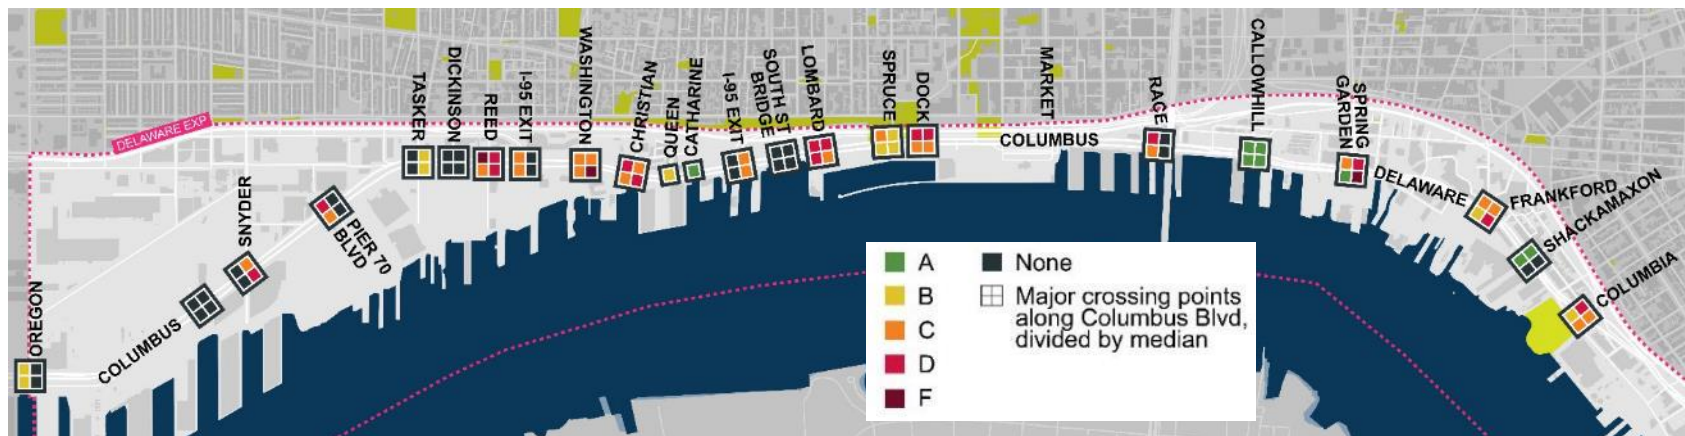 DELAWARE EXP
OREGON
COLUMBUS
SNYDER
PIER 70
BLVD
TASKER
DICKINSON
REED
I-95 EXIT
WASHINGTON
CHRISTIAN
QUEEN
CATHARINE
I-95 EXIT
SOUTH ST
BRIDGE
LOMBARD
SPRUCE
DOCK
COLUMBUS
MARKET
RACE
CALLOWHILL
SPRING
GARDEN
DELAWARE
FRANKFORD
SHACKAMAXON
COLUMBIA
A
B
C
D
F
None
Major crossing points
along Columbus Blvd,
divided by median